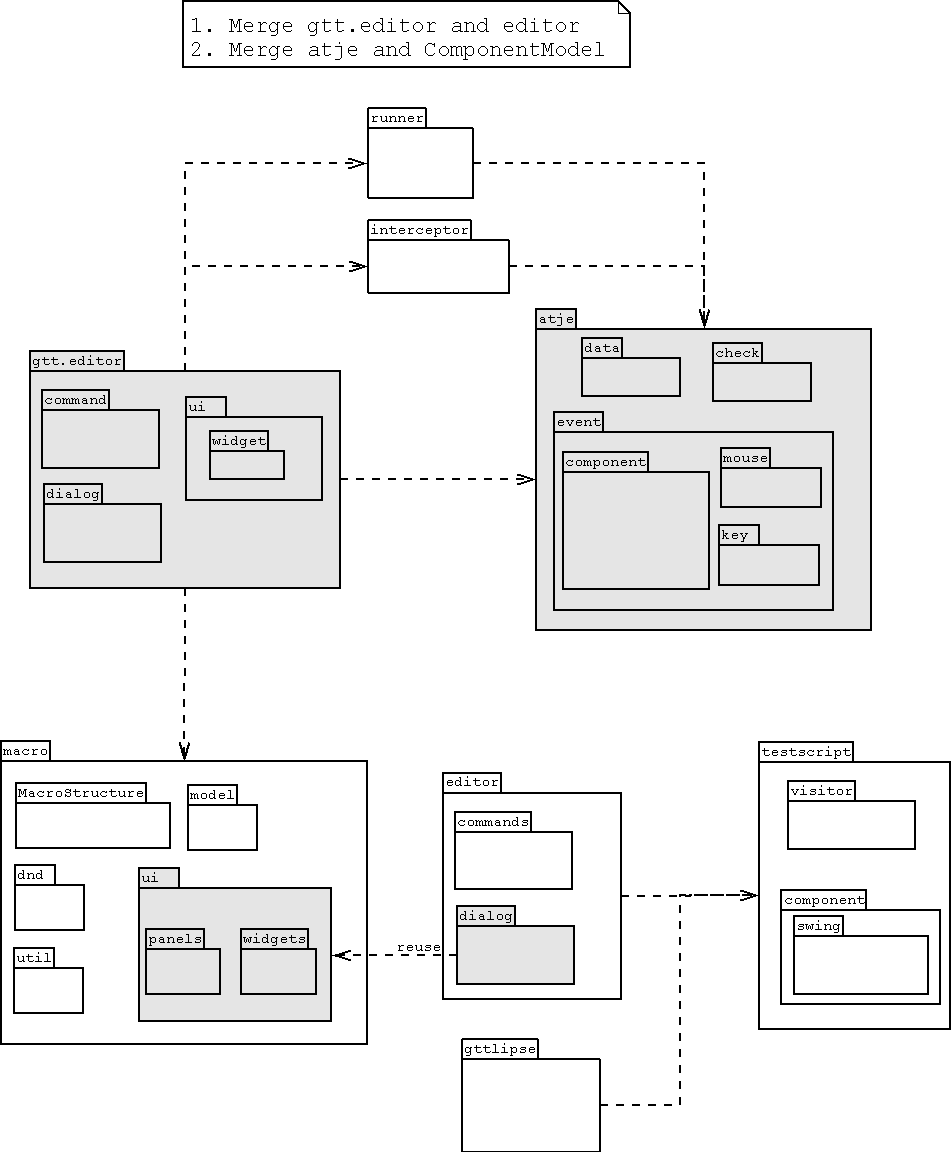 1. Merge gtt.editor and editor
2. Merge atje and ComponentModel
runner
interceptor
atje
data
check
gtt.editor
command
ui
event
widget
component
mouse
dialog
key
macro
testscript
MacroStructure
model
editor
visitor
commands
dnd
ui
component
dialog
swing
panels
widgets
reuse
util
gttlipse